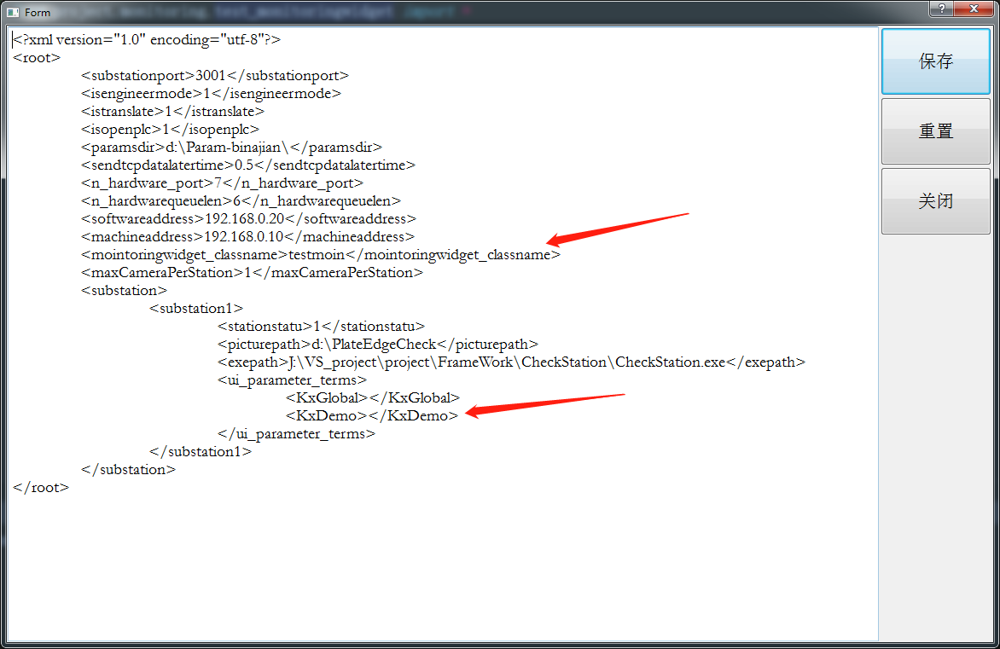 Form
<?xml version="1.0" encoding="utf-8"?>
<root>
<substationport>3001</substationport>
<isengineermode>1</isengineermode>
<istranslate>1</istranslate>
<isopenplc>1</isopenplc>
<paramsdir>d:\Param-binajian\</paramsdir>
<sendtcpdatalatertime>0.5</sendtcpdatalatertime>
<n_hardware_port>7</n_hardware_port>
<n_hardwarequeuelen>6</n_hardwarequeuelen>
<softwareaddress>192.168.0.20</softwareaddress>
<machineaddress>192.168.0.10</machineaddress>
<mointoringwidget_classname>testmoin</mointoringwidget_classname>
<maxCameraPerStation>1</maxCameraPerStation>
<substation>
<substation1>
<stationstatu>1</stationstatu>
<picturepath>d:\PlateEdgeCheck</picturepath>
<exepath>J:\VS_project\project\FrameWork\CheckStation\CheckStation.exe</exepath>
<ui_parameter_terms>
<KxGlobal></KxGlobal>
<KxDemo></KxDemo>
</ui_parameter_terms>
</substation1>
</substation>
</root>
保存
重置
关闭